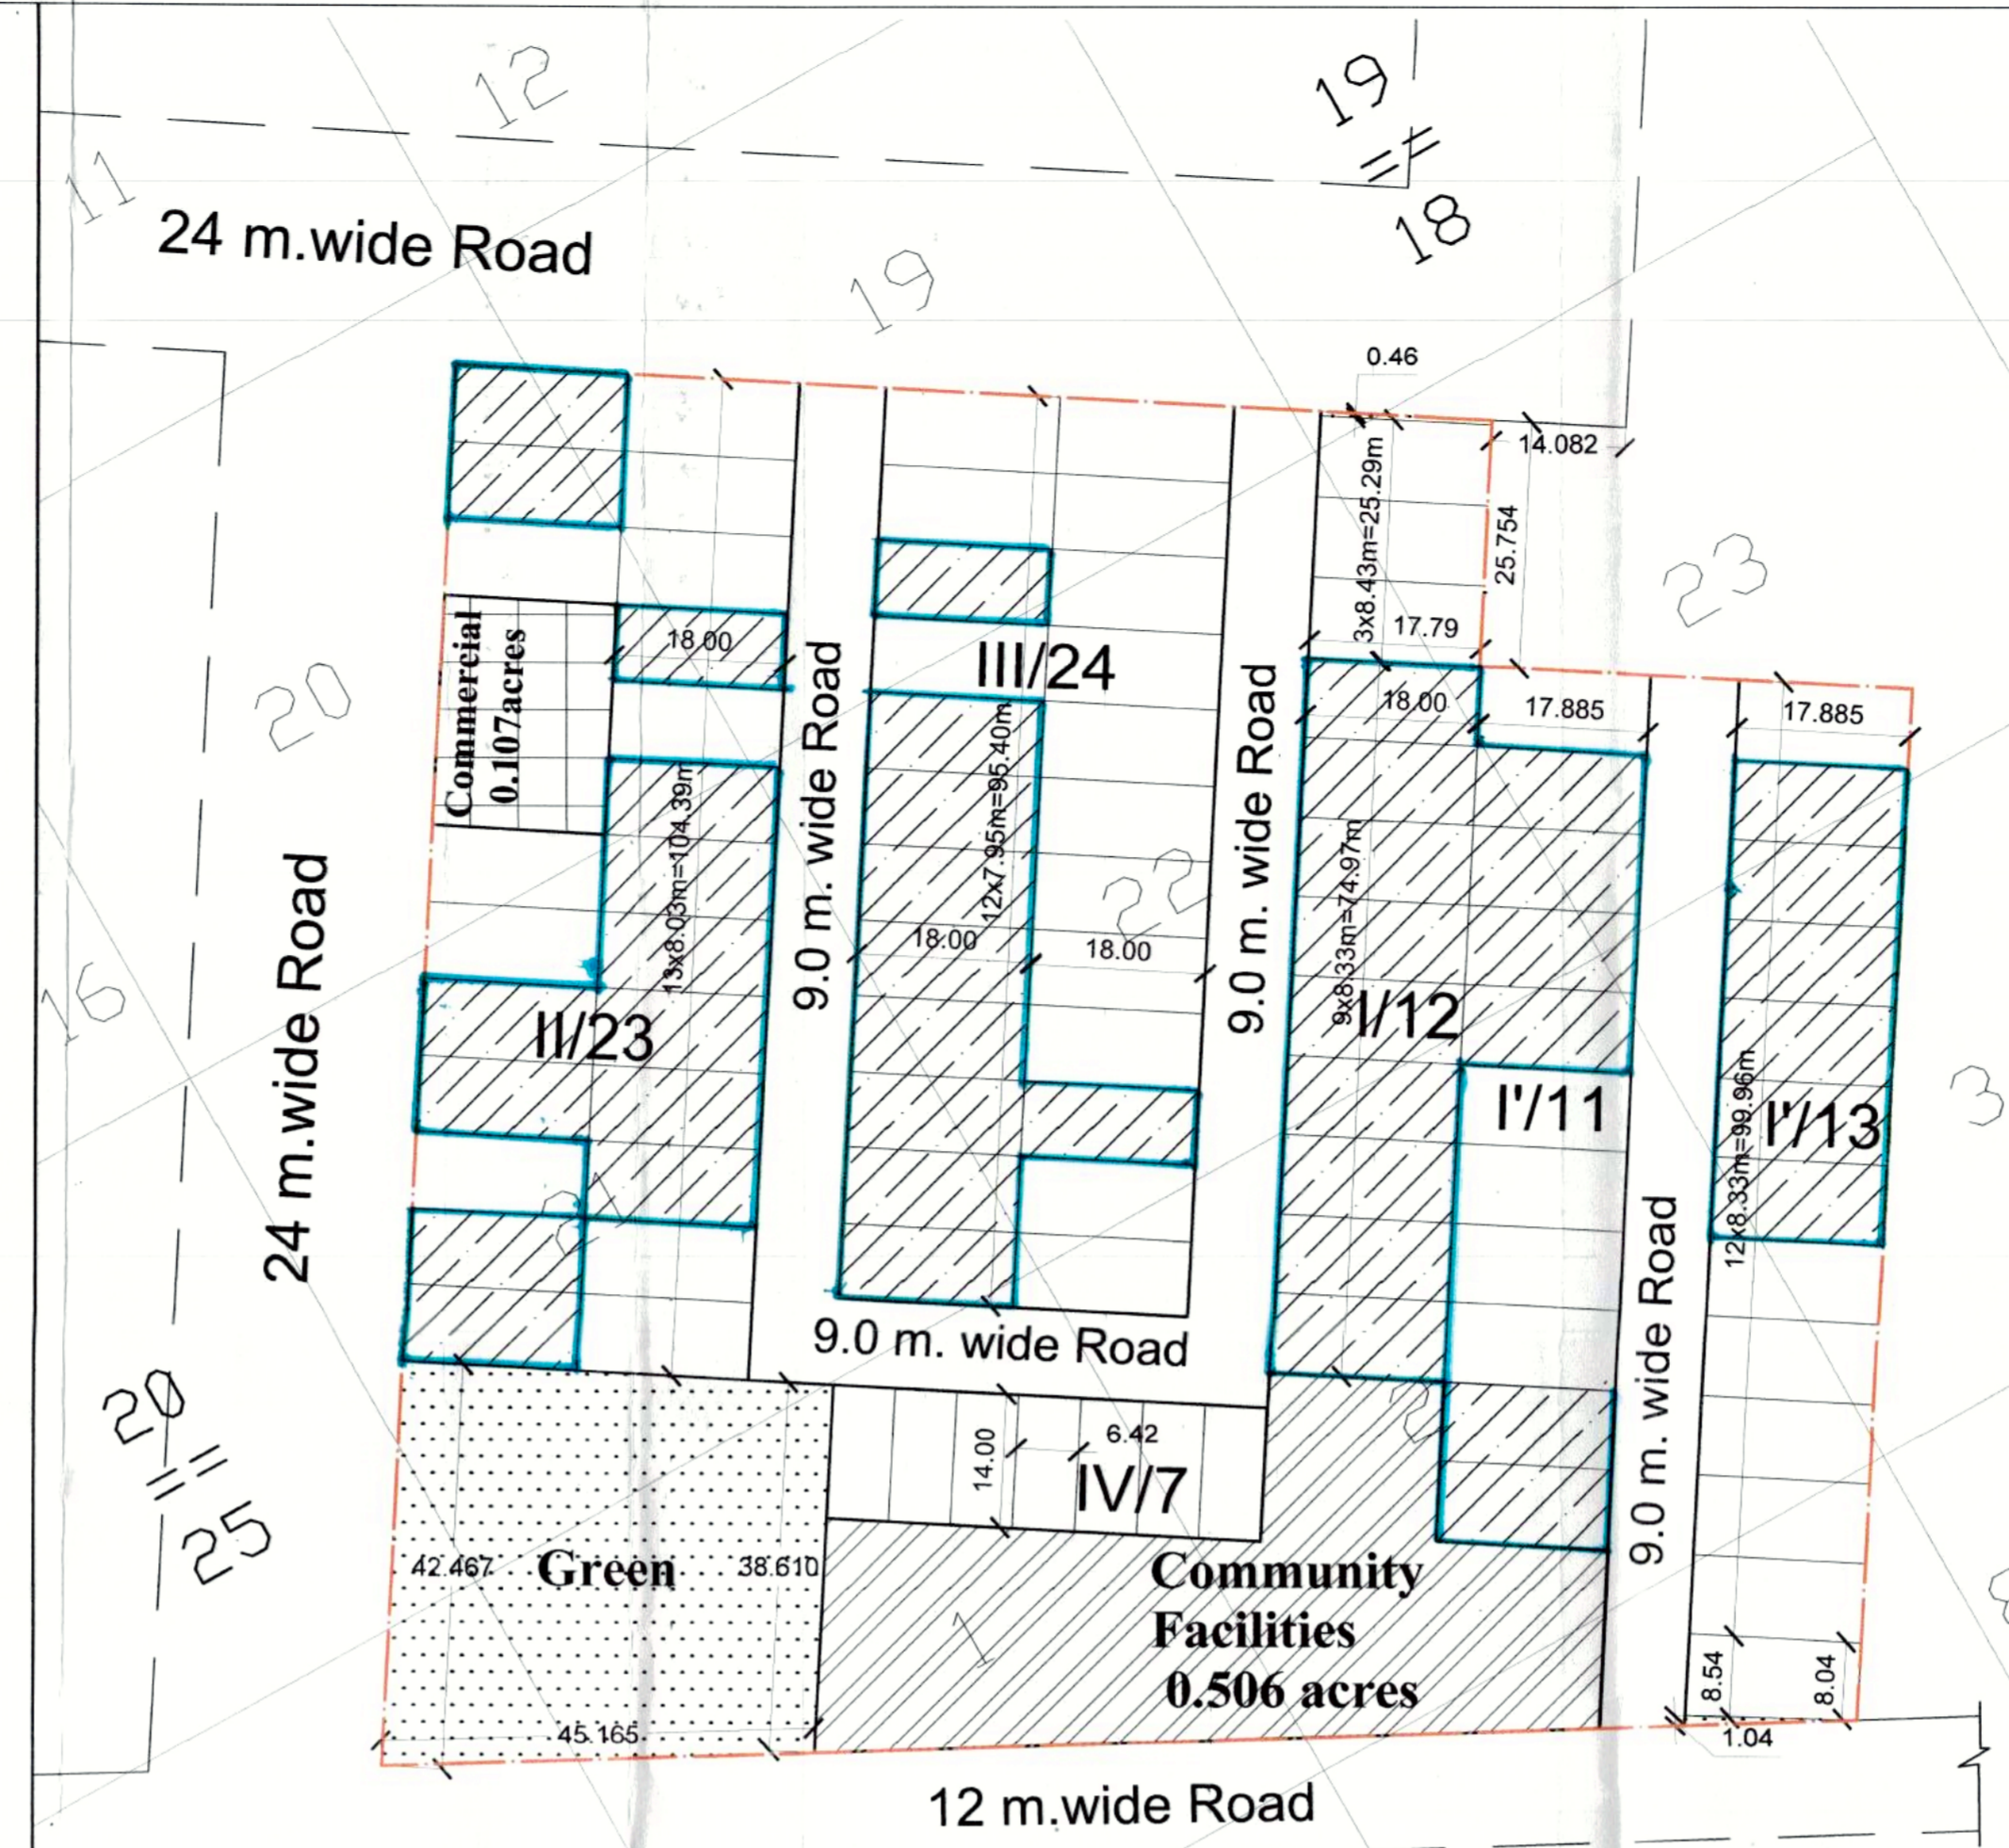 12
19
=
18
11
24 m.wide Road
19
0.46
14.082
3x8.43m=25.29m
25.754
17.79
23
20
Commercial
0.107acres
18.00
9.0 m. wide Road
III/24
9.0 m. wide Road
18.00
17.885
17.885
13x8.03m=104.39m
12x7.95m=95.40m
22
18.00
18.00
9x8.33m=74.97m
I/12
24 m.wide Road
16
II/23
I'/11
12x8.33m=99.96m
I'/13
3
21
9.0 m. wide Road
9.0 m. wide Road
20
=
25
2
14.00
6.42
IV/7
42.467
Green
38.610
1
Community
Facilities
0.506 acres
8.54
8.04
45.165
1.04
12 m.wide Road